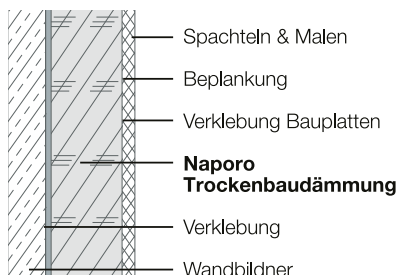 Spachteln & Malen
Beplankung
Verklebung Bauplatten
Naporo
Trockenbaudämmung
Verklebung
Wandbildner